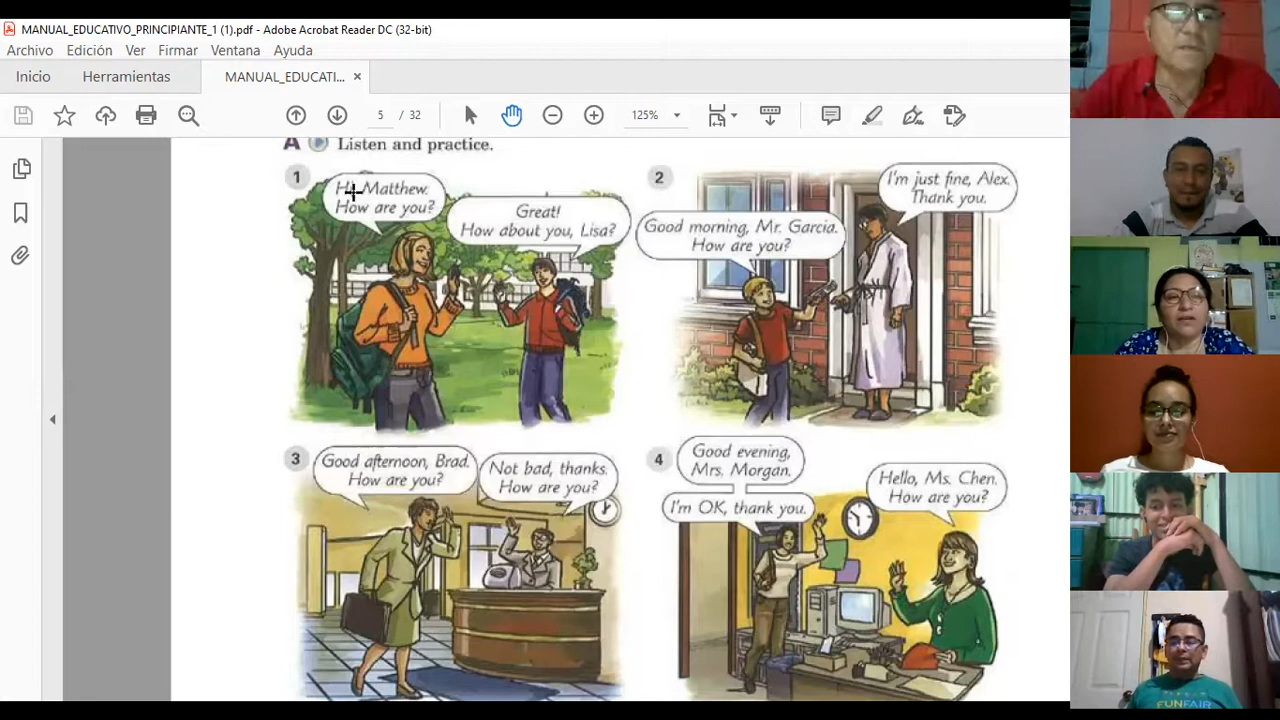 MANUAL_EDUCATIVO_PRINCIPIANTE_1 (1).pdf - Adobe Acrobat Reader DC (32-bit)
Archivo Edición Ver Firmar Ventana Ayuda
Inicio Herramientas MANUAL_EDUCATI... ×
5 / 32 125%
A Listen and practice.
1
Hi, Matthew.
How are you?
Great!
How about you, Lisa?
2
Good morning, Mr. Garcia.
How are you?
I'm just fine, Alex.
Thank you.
3
Good afternoon, Brad.
How are you?
Not bad, thanks.
How are you?
4
Good evening,
Mrs. Morgan.
I'm OK, thank you.
Hello, Ms. Chen.
How are you?
FUNFAIR